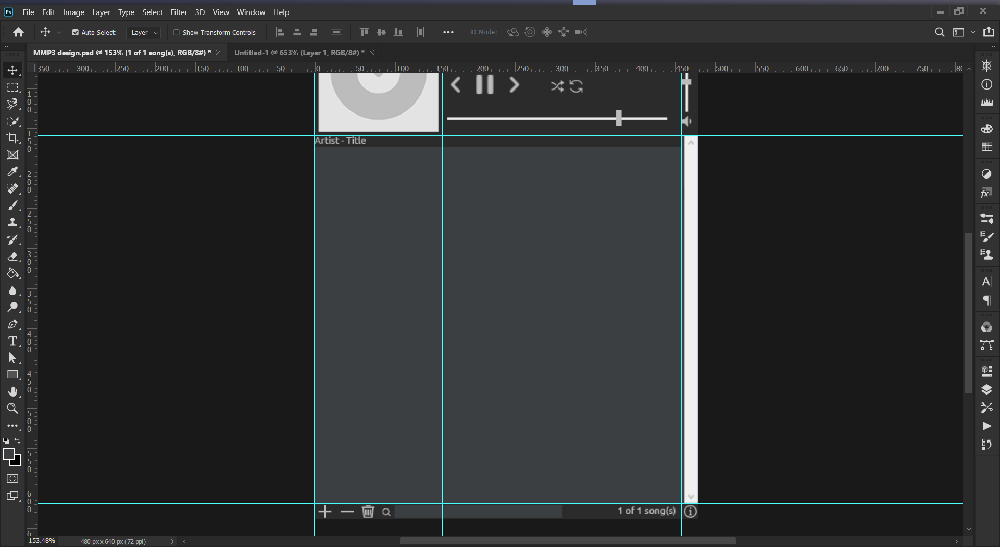 Ps File Edit Image Layer Type Select Filter 3D View Window Help
Auto-Select: Layer Show Transform Controls 3D Mode:
MMP3 design.psd @ 153% (1 of 1 song(s), RGB/8#) * Untitled-1 @ 653% (Layer 1, RGB/8#) *
350 300 250 200 150 100 50 0 50 100 150 200 250 300 350 400 450 500 550 600 650 700 750 80
100
150
Artist - Title
200
250
300
fx
350
A
400
T
450
500
550
600
1 of 1 song(s)
6
153.48% 480 px x 640 px (72 ppi)